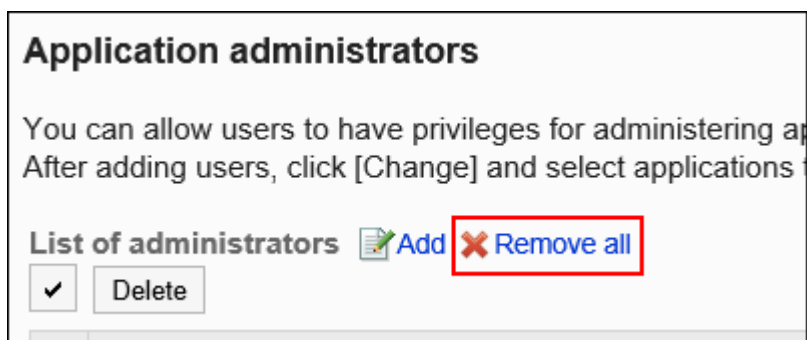 Application administrators
You can allow users to have privileges for administering
After adding users, click [Change] and select applications
List of administrators Add Remove all
Delete